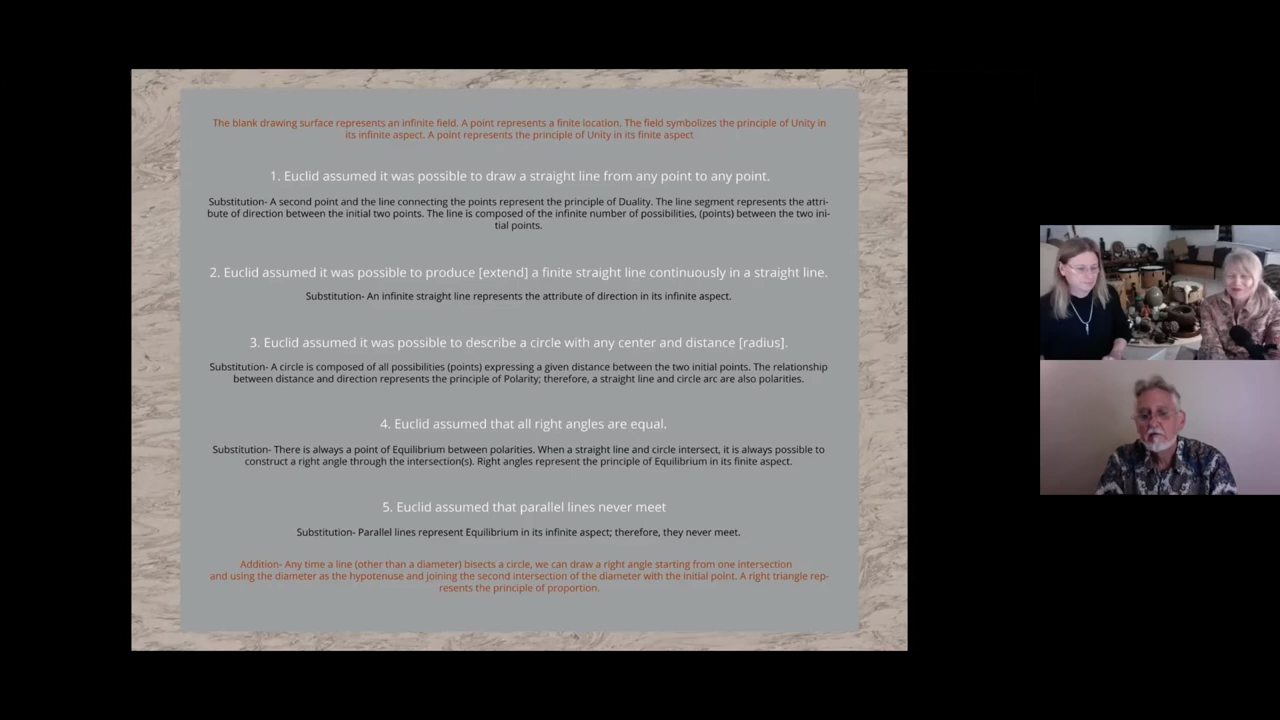 The blank drawing surface represents an infinite field. A point represents a finite location. The field symbolizes the principle of Unity in
its infinite aspect. A point represents the principle of Unity in its finite aspect
1. Euclid assumed it was possible to draw a straight line from any point to any point.
Substitution- A second point and the line connecting the points represent the principle of Duality. The line segment represents the attri-
bute of direction between the initial two points. The line is composed of the infinite number of possibilities, (points) between the two ini-
tial points.
2. Euclid assumed it was possible to produce [extend] a finite straight line continuously in a straight line.
Substitution- An infinite straight line represents the attribute of direction in its infinite aspect.
3. Euclid assumed it was possible to describe a circle with any center and distance [radius].
Substitution- A circle is composed of all possibilities (points) expressing a given distance between the two initial points. The relationship
between distance and direction represents the principle of Polarity; therefore, a straight line and circle arc are also polarities.
4. Euclid assumed that all right angles are equal.
Substitution- There is always a point of Equilibrium between polarities. When a straight line and circle intersect, it is always possible to
construct a right angle through the intersection(s). Right angles represent the principle of Equilibrium in its finite aspect.
5. Euclid assumed that parallel lines never meet
Substitution- Parallel lines represent Equilibrium in its infinite aspect; therefore, they never meet.
Addition- Any time a line (other than a diameter) bisects a circle, we can draw a right angle starting from one intersection
and using the diameter as the hypotenuse and joining the second intersection of the diameter with the initial point. A right triangle rep-
resents the principle of proportion.